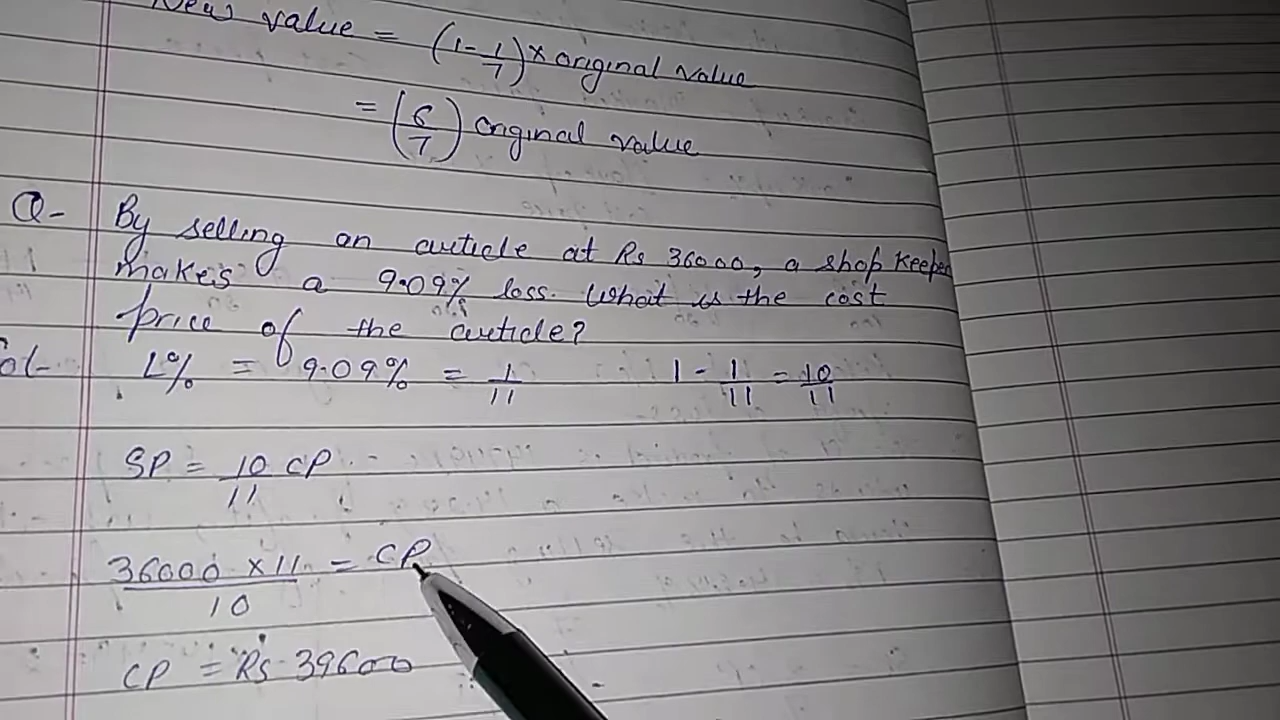 New value = (1 - 1/7) × original value
= (6/7) original value
Q- By selling an article at Rs 36000, a shop keeper
makes a 9.09% loss. What is the cost
price of the article?
Sol- L% = 9.09% = 1/11 1 - 1/11 = 10/11
SP = 10/11 CP
36000 × 11/10 = CP
CP = Rs 39600